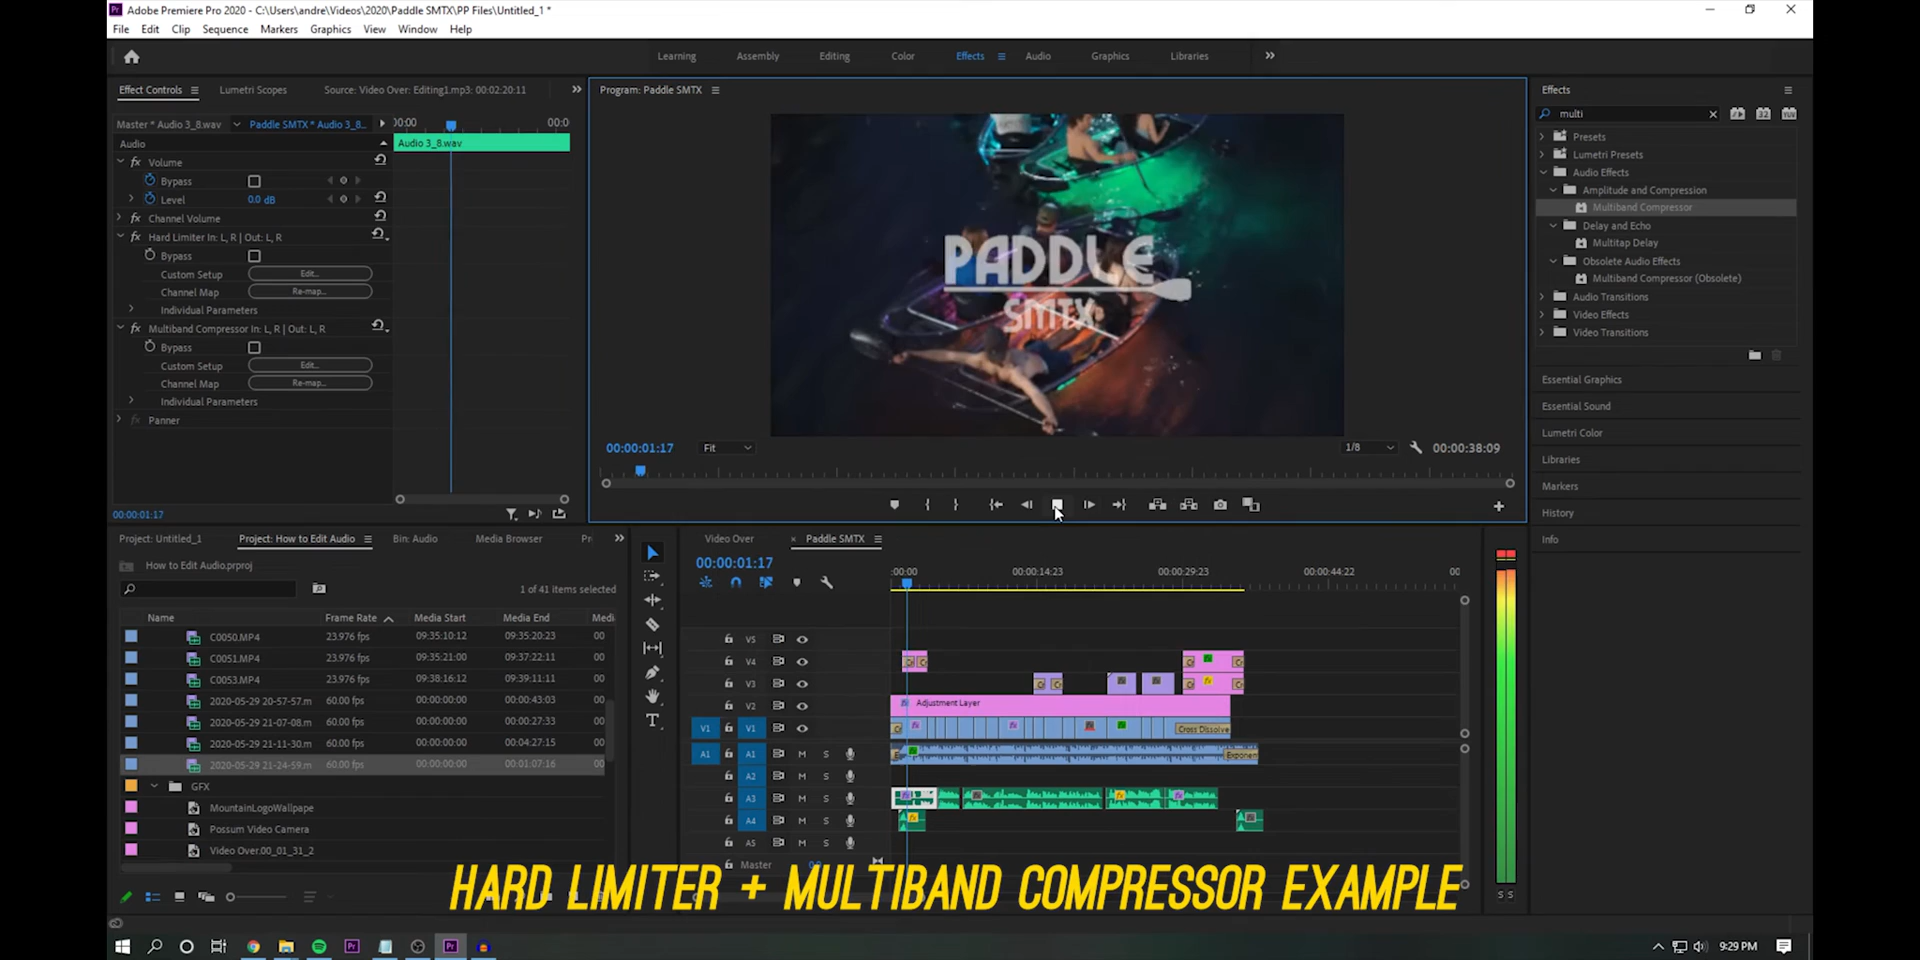 Adobe Premiere Pro 2020 - C:\Users\andre\Videos\2020\Paddle SMTX\PP Files\Untitled_1 *
File Edit Clip Sequence Markers Graphics View Window Help
Learning Assembly Editing Color Effects Audio Graphics Libraries
Effect Controls Lumetri Scopes Source: Video Over: Editing1.mp3: 00:02:20:11
Master * Audio 3_8.wav Paddle SMTX * Audio 3_8...
:00:00 00:0
Audio
Audio 3_8.wav
Volume
Bypass
Level 0.0 dB
Channel Volume
Hard Limiter In: L, R | Out: L, R
Bypass
Custom Setup Edit...
Channel Map Re-map...
Individual Parameters
Multiband Compressor In: L, R | Out: L, R
Bypass
Custom Setup Edit...
Channel Map Re-map...
Individual Parameters
Panner
00:00:01:17
Program: Paddle SMTX
PADDLE
SMTX
00:00:01:17 Fit 1/8 00:00:38:09
Effects
multi
32
Presets
Lumetri Presets
Audio Effects
Amplitude and Compression
Multiband Compressor
Delay and Echo
Multitap Delay
Obsolete Audio Effects
Multiband Compressor (Obsolete)
Audio Transitions
Video Effects
Video Transitions
Essential Graphics
Essential Sound
Lumetri Color
Libraries
Markers
History
Info
Project: Untitled_1 Project: How to Edit Audio Bin: Audio Media Browser Pr
How to Edit Audio.prproj
1 of 41 items selected
Name Frame Rate Media Start Media End Medi
C0050.MP4 23.976 fps 09:35:10:12 09:35:20:23 00
C0051.MP4 23.976 fps 09:35:21:00 09:37:22:11 00
C0053.MP4 23.976 fps 09:38:16:12 09:39:11:11 00
2020-05-29 20-57-57.m 60.00 fps 00:00:00:00 00:00:43:03 00
2020-05-29 21-07-08.m 60.00 fps 00:00:00:00 00:00:27:33 00
2020-05-29 21-11-30.m 60.00 fps 00:00:00:00 00:04:27:15 00
2020-05-29 21-24-59.m 60.00 fps 00:00:00:00 00:01:07:16 00
GFX
MountainLogoWallpape
Possum Video Camera
Video Over.00_01_31_2
Video Over Paddle SMTX
00:00:01:17
:00:00 00:00:14:23 00:00:29:23 00:00:44:22 00
V5
V4
V3
V2 Adjustment Layer
V1 V1 Cross Dissolve
A1 A1 M S Exponen
A2 M S
A3 M S
A4 M S
A5 M S
Master 0.0
S S
HARD LIMITER + MULTIBAND COMPRESSOR EXAMPLE
9:29 PM